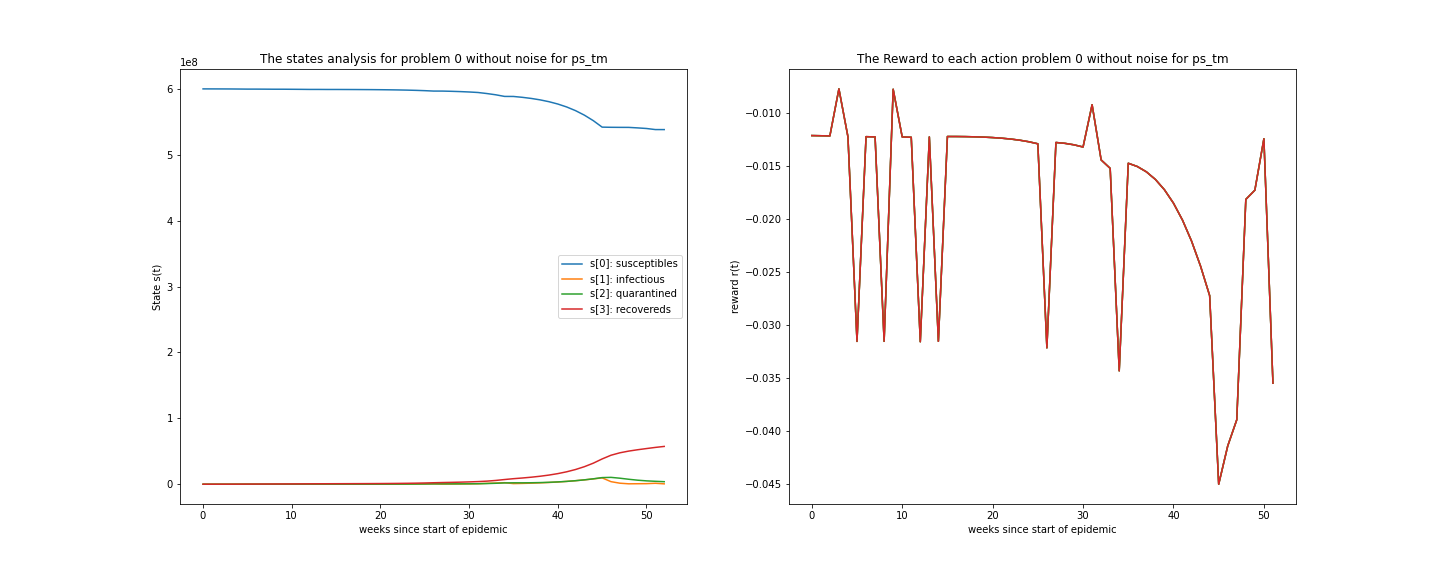 The states analysis for problem 0 without noise for ps_tm
1e8
6
5
4
3
2
1
0
State s(t)
s[0]: susceptibles
s[1]: infectious
s[2]: quarantined
s[3]: recovereds
0 10 20 30 40 50
weeks since start of epidemic
The Reward to each action problem 0 without noise for ps_tm
−0.010
−0.015
−0.020
−0.025
−0.030
−0.035
−0.040
−0.045
reward r(t)
0 10 20 30 40 50
weeks since start of epidemic